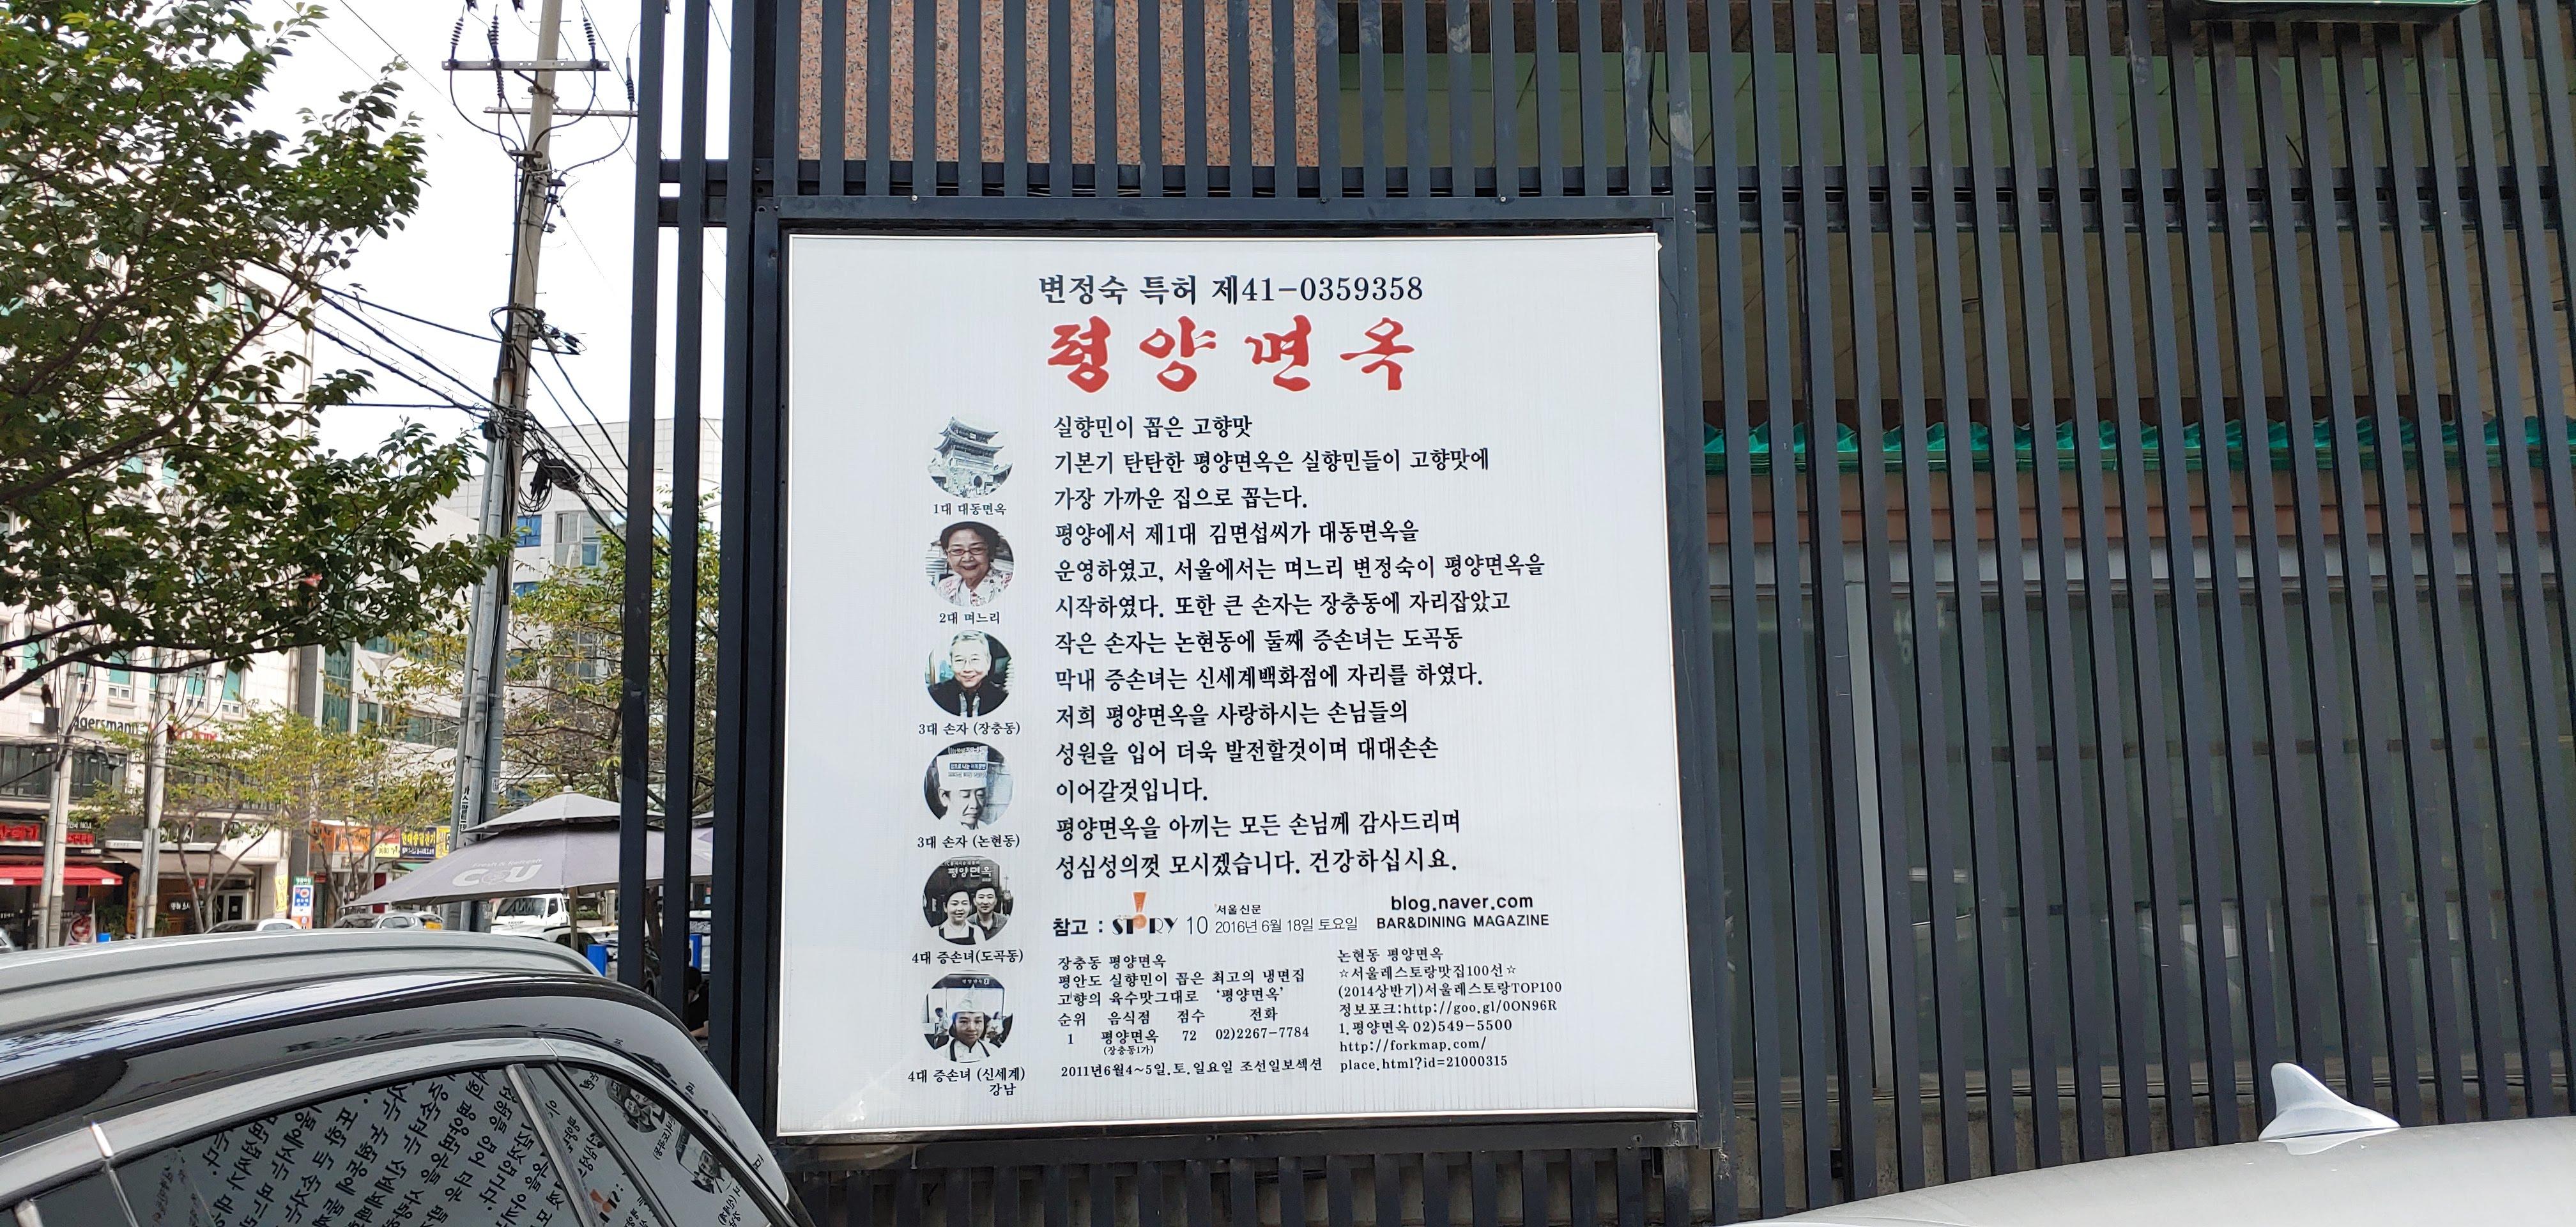 변정숙 특허 제41-0359358
평양면옥
실향민이 꼽은 고향맛
기본기 탄탄한 평양면옥은 실향민들이 고향맛에
가장 가까운 집으로 꼽는다.
평양에서 제1대 김면섭씨가 대동면옥을
운영하였고, 서울에서는 며느리 변정숙이 평양면옥을
시작하였다. 또한 큰 손자는 장충동에 자리잡았고
작은 손자는 논현동에 둘째 증손녀는 도곡동
막내 증손녀는 신세계백화점에 자리를 하였다.
저희 평양면옥을 사랑하시는 손님들의
성원을 입어 더욱 발전할것이며 대대손손
이어갈것입니다.
평양면옥을 아끼는 모든 손님께 감사드리며
성심성의껏 모시겠습니다. 건강하십시요.
1대 대동면옥
2대 며느리
3대 손자 (장충동)
3대 손자 (논현동)
평양면옥
4대 증손녀(도곡동)
4대 증손녀 (신세계)
강남
참고 : STORY 10 서울신문 2016년 6월 18일 토요일
blog.naver.com
BAR&DINING MAGAZINE
장충동 평양면옥
평안도 실향민이 꼽은 최고의 냉면집
고향의 육수맛그대로 '평양면옥'
순위 음식점 점수 전화
1 평양면옥 72 02)2267-7784
(장충동1가)
2011년6월4~5일.토.일요일 조선일보섹션
논현동 평양면옥
☆서울레스토랑맛집100선☆
(2014상반기)서울레스토랑TOP100
정보포크:http://goo.gl/0ON96R
1.평양면옥 02)549-5500
http://forkmap.com/
place.html?id=21000315
agersmann
CU